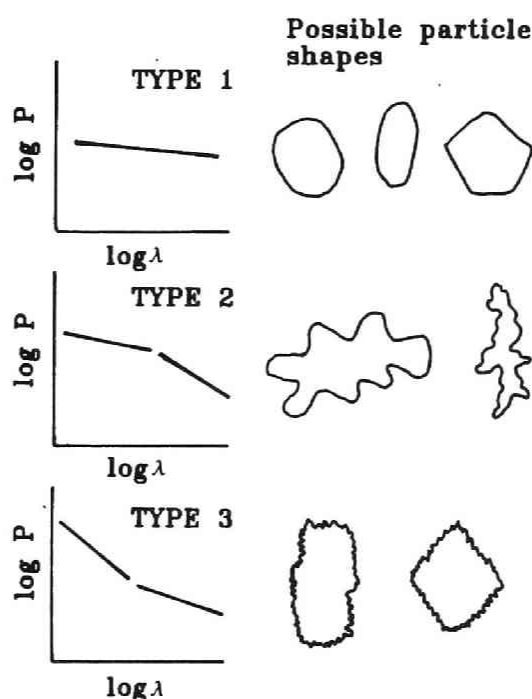 Possible particle
shapes
TYPE 1
log P
log λ
TYPE 2
log P
log λ
TYPE 3
log P
log λ